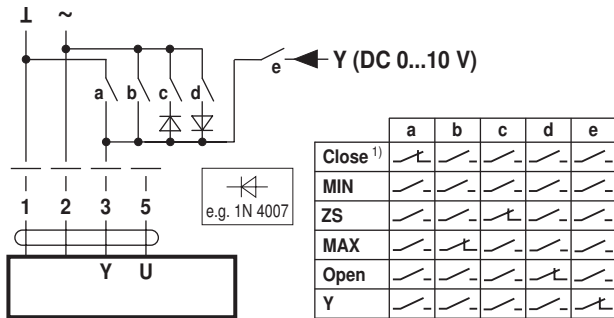 ⊥ ~
e Y (DC 0...10 V)
a b c d
e.g. 1N 4007
1 2 3 5
Y U
a b c d e
Close 1)
MIN
ZS
MAX
Open
Y